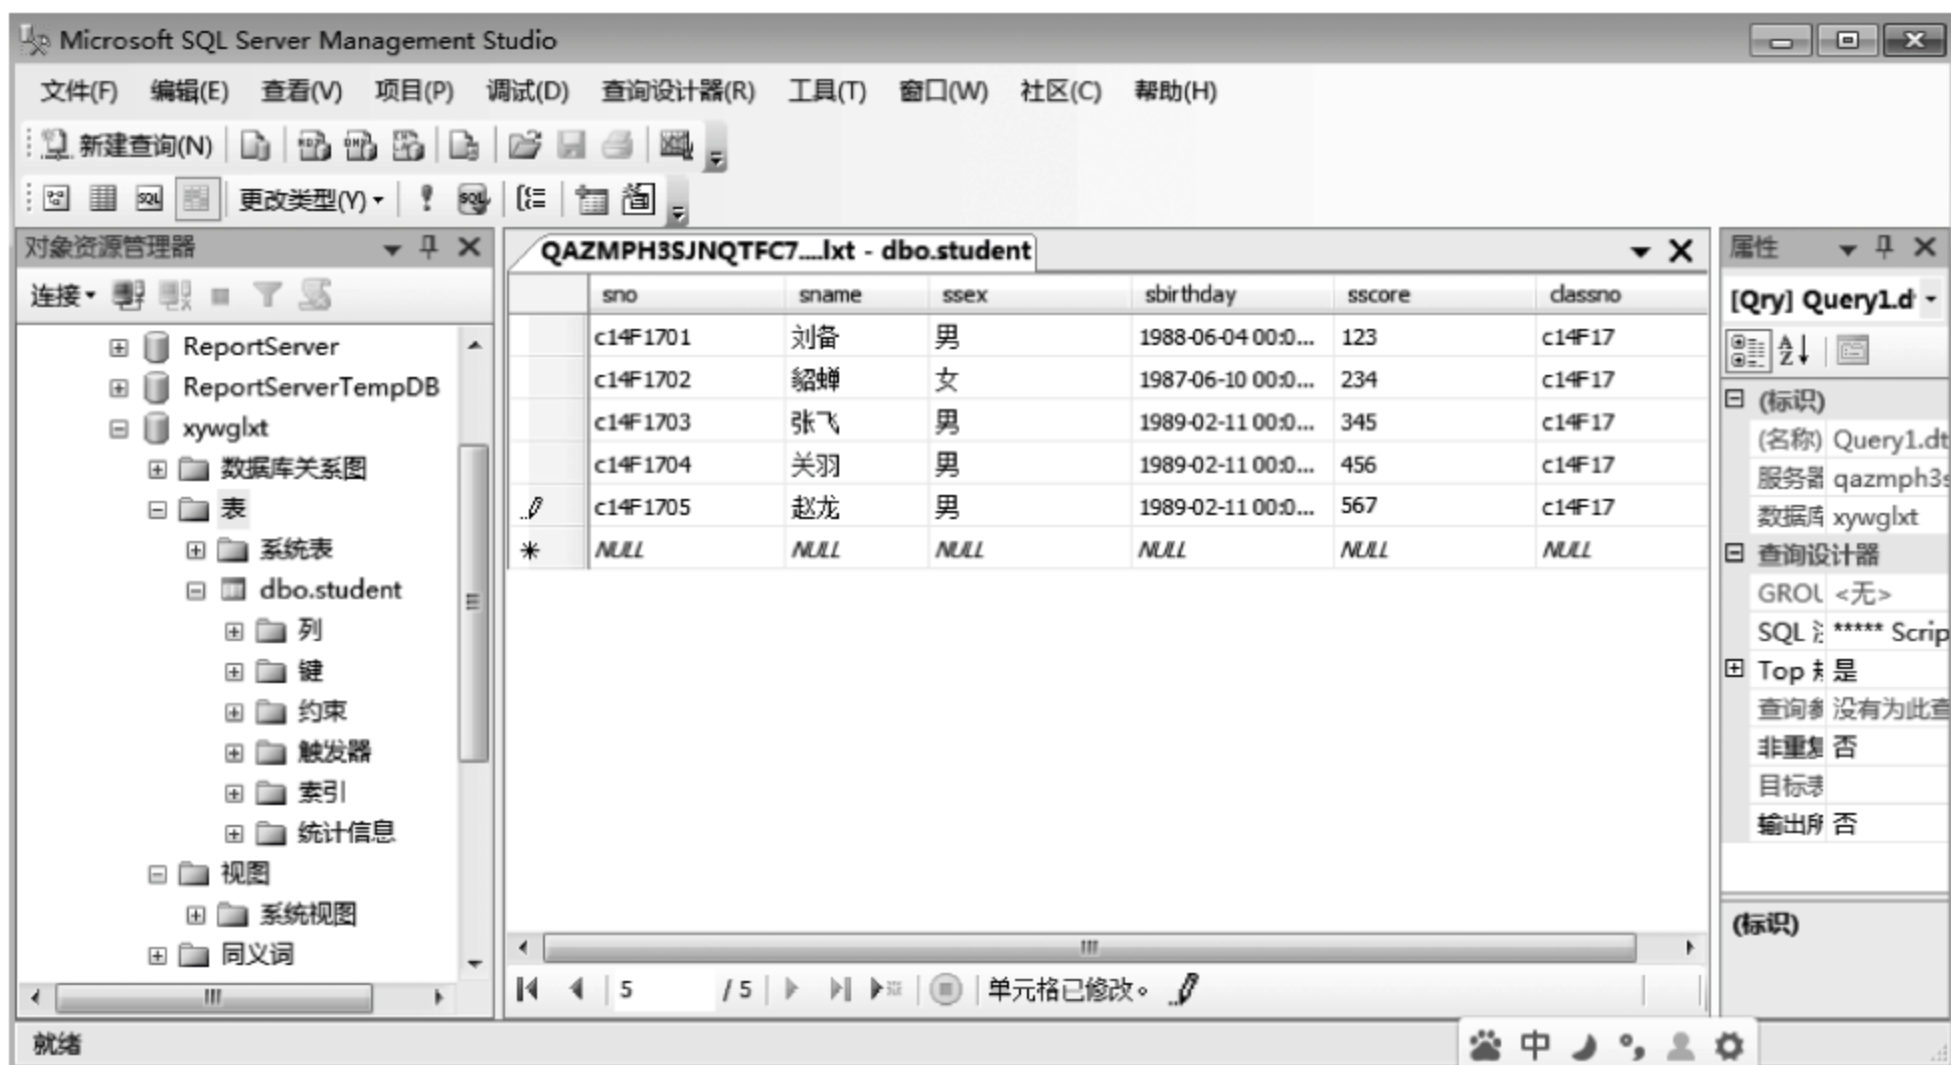 Microsoft SQL Server Management Studio
文件(F) 编辑(E) 查看(V) 项目(P) 调试(D) 查询设计器(R) 工具(T) 窗口(W) 社区(C) 帮助(H)
新建查询(N)
更改类型(Y)
对象资源管理器
连接
ReportServer
ReportServerTempDB
xywglxt
数据库关系图
表
系统表
dbo.student
列
键
约束
触发器
索引
统计信息
视图
系统视图
同义词
QAZMPH3SJNQTFC7....lxt - dbo.student
sno sname ssex sbirthday sscore classno
c14F1701 刘备 男 1988-06-04 00:0... 123 c14F17
c14F1702 貂蝉 女 1987-06-10 00:0... 234 c14F17
c14F1703 张飞 男 1989-02-11 00:0... 345 c14F17
c14F1704 关羽 男 1989-02-11 00:0... 456 c14F17
c14F1705 赵龙 男 1989-02-11 00:0... 567 c14F17
NULL NULL NULL NULL NULL NULL
5 / 5 单元格已修改。
属性
[Qry] Query1.d
(标识)
(名称) Query1.dt
服务器 qazmph3s
数据库 xywglxt
查询设计器
GROU <无>
SQL ***** Scrip
Top 是
查询参 没有为此查
非重复 否
目标表
输出所 否
(标识)
就绪
中